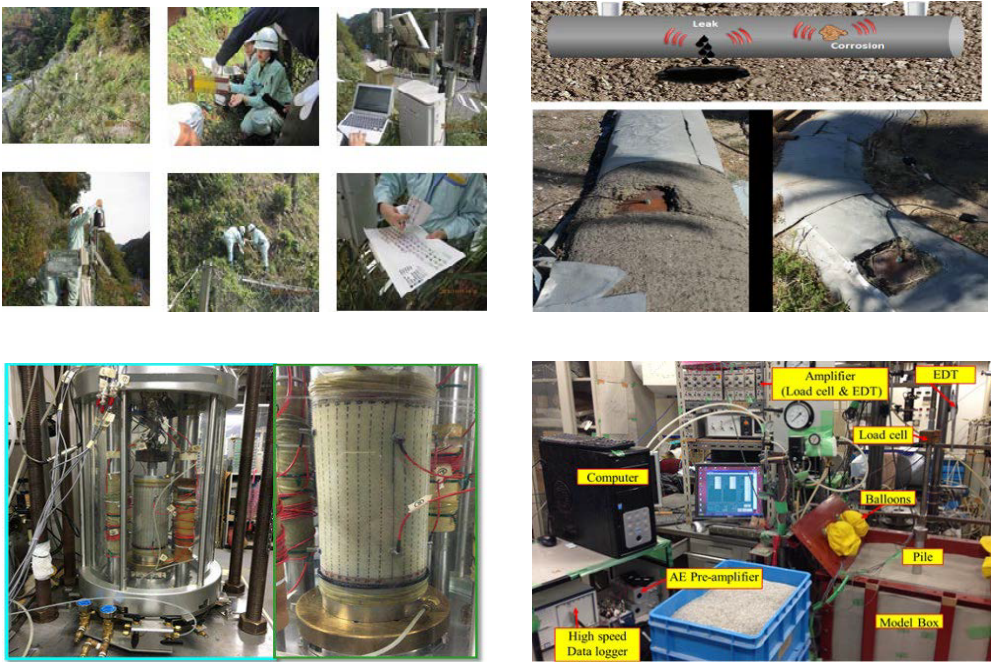 Leak
Corrosion
Amplifier
(Load cell & EDT)
EDT
Load cell
Computer
Balloons
Pile
AE Pre-amplifier
Model Box
High speed
Data logger